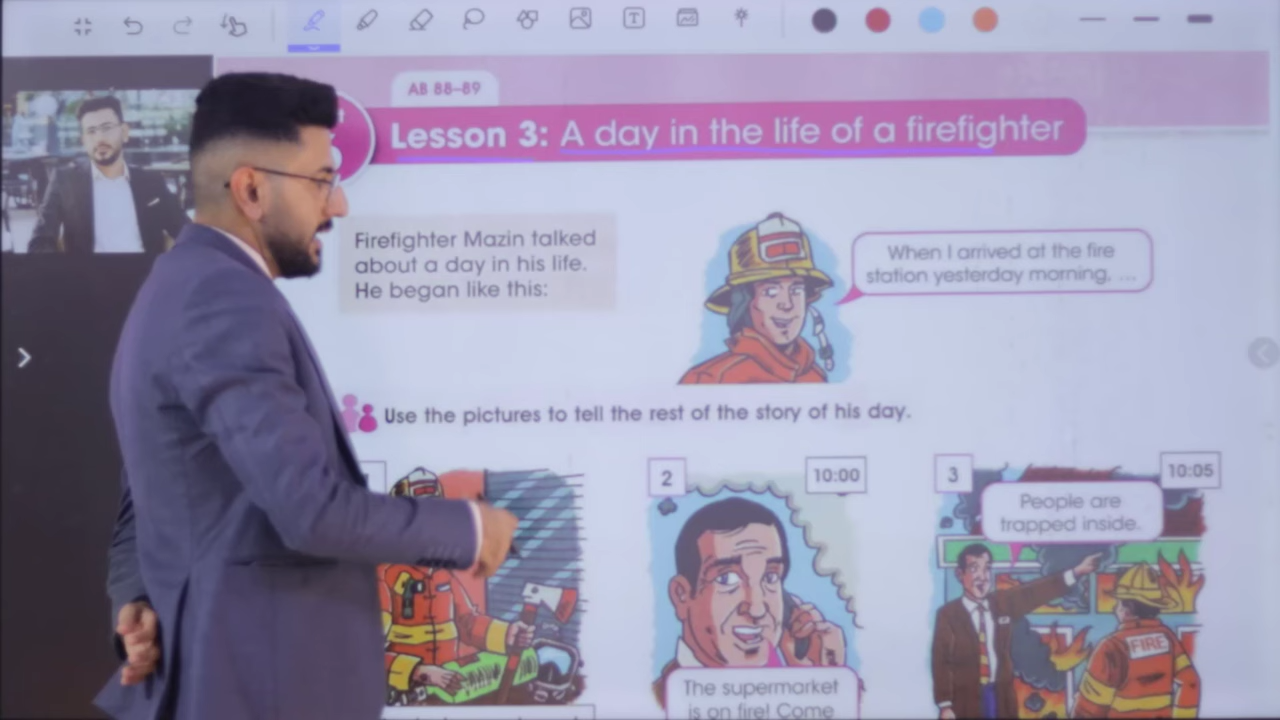 AB 88–89
Lesson 3: A day in the life of a firefighter
Firefighter Mazin talked
about a day in his life.
He began like this:
When I arrived at the fire
station yesterday morning, ...
Use the pictures to tell the rest of the story of his day.
2
10:00
The supermarket
is on fire! Come
3
10:05
People are
trapped inside.
FIRE